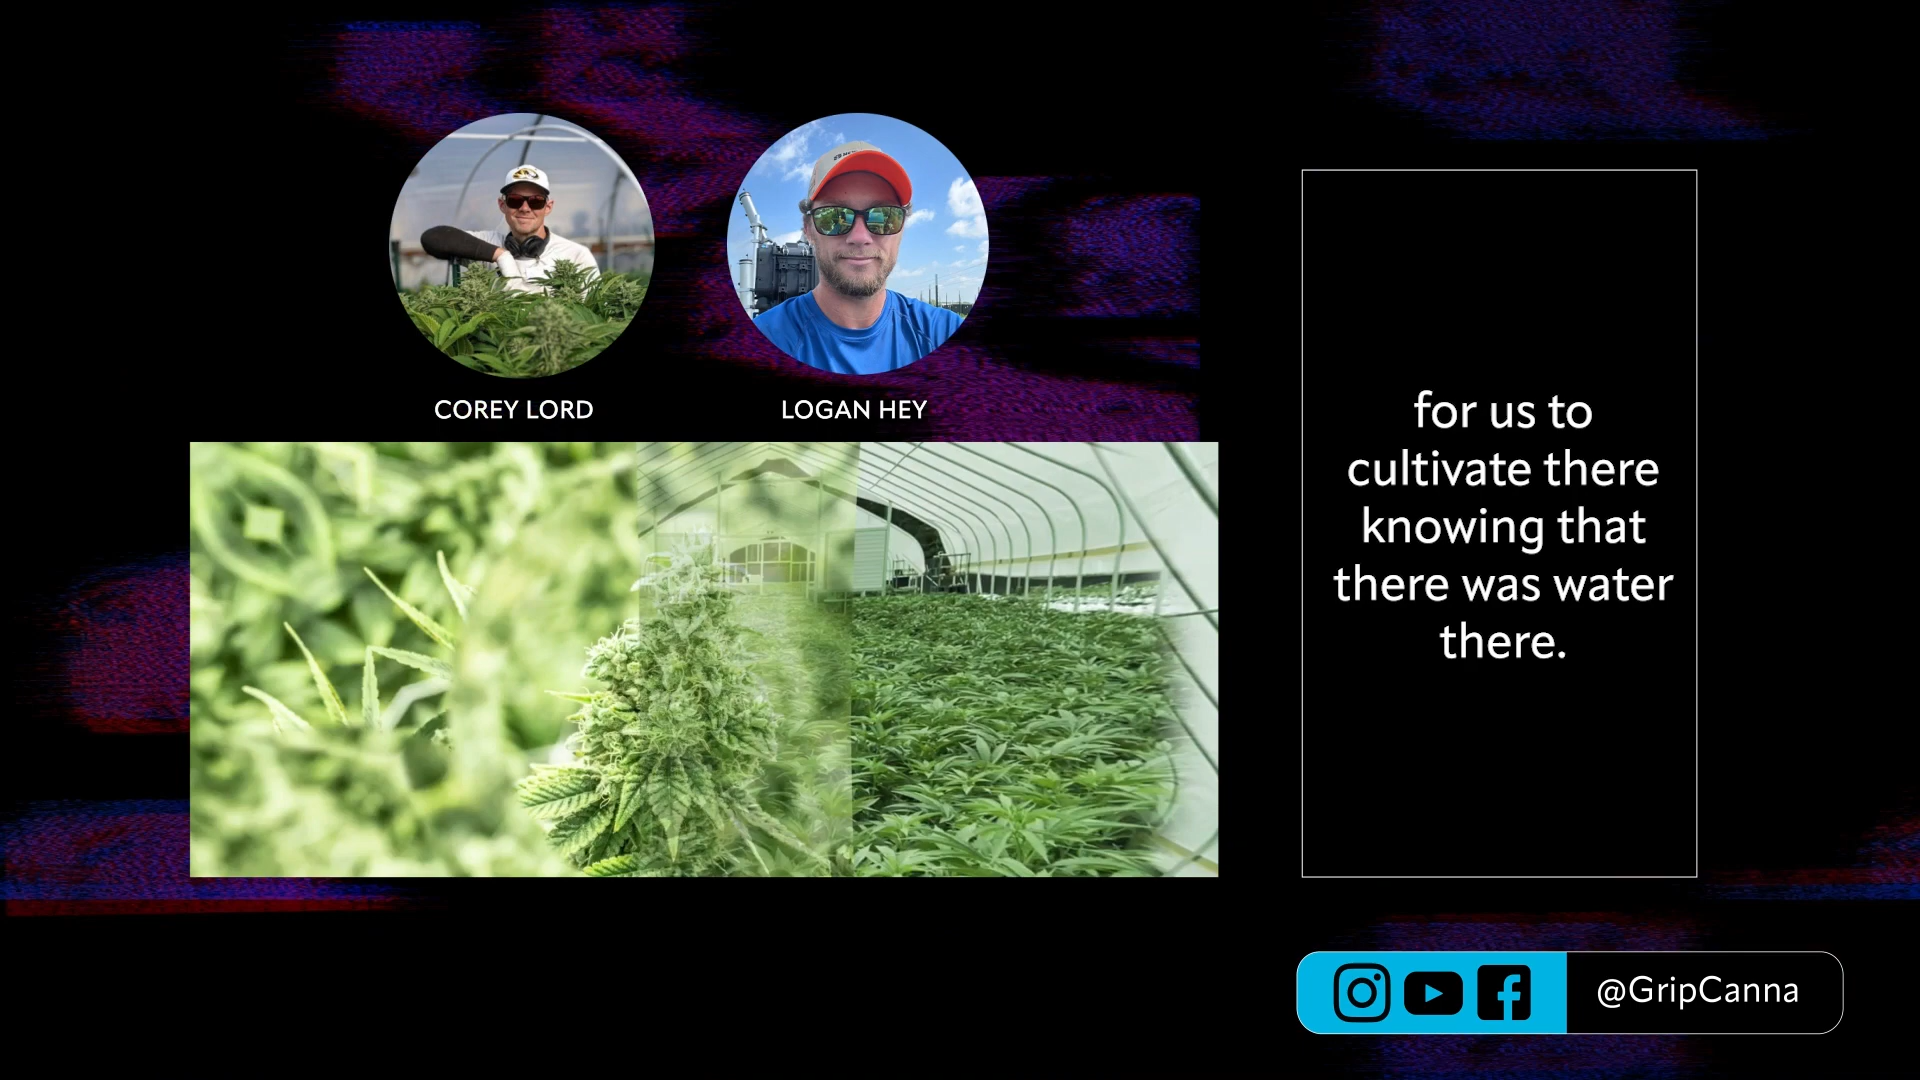 COREY LORD
LOGAN HEY
for us to
cultivate there
knowing that
there was water
there.
@GripCanna